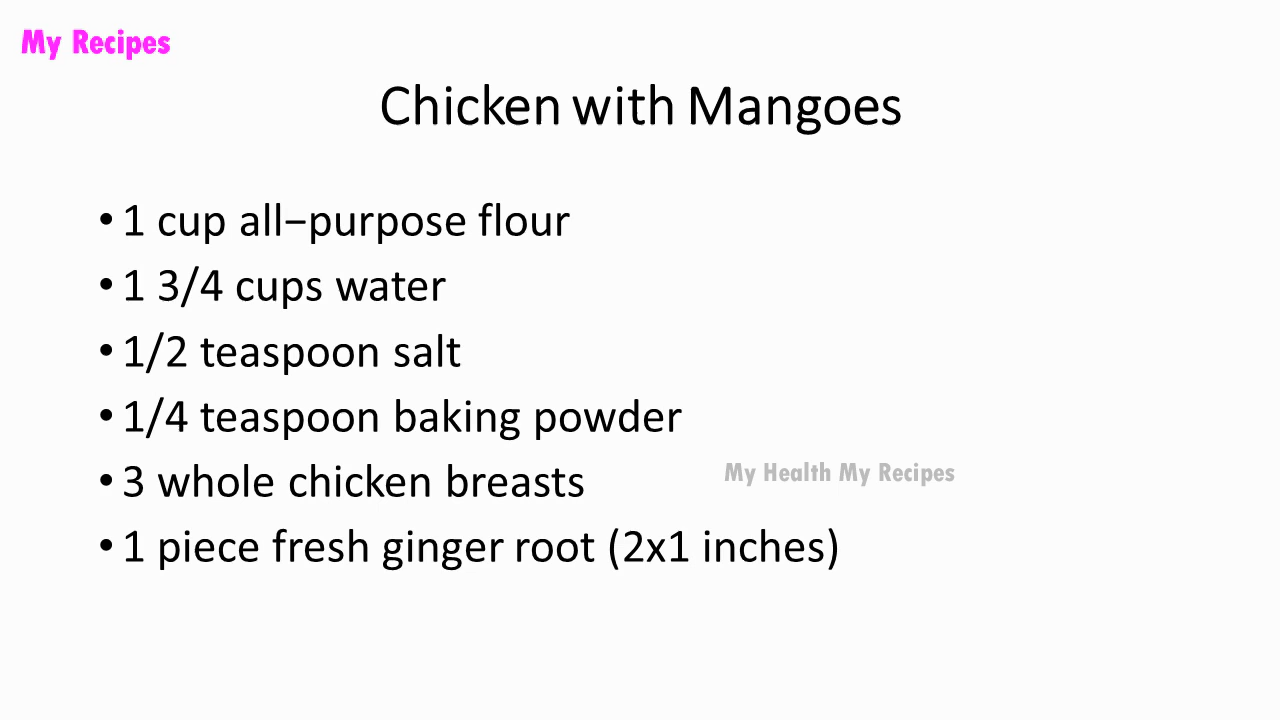 My Recipes
Chicken with Mangoes
• 1 cup all−purpose flour
• 1 3/4 cups water
• 1/2 teaspoon salt
• 1/4 teaspoon baking powder
• 3 whole chicken breasts
My Health My Recipes
• 1 piece fresh ginger root (2x1 inches)